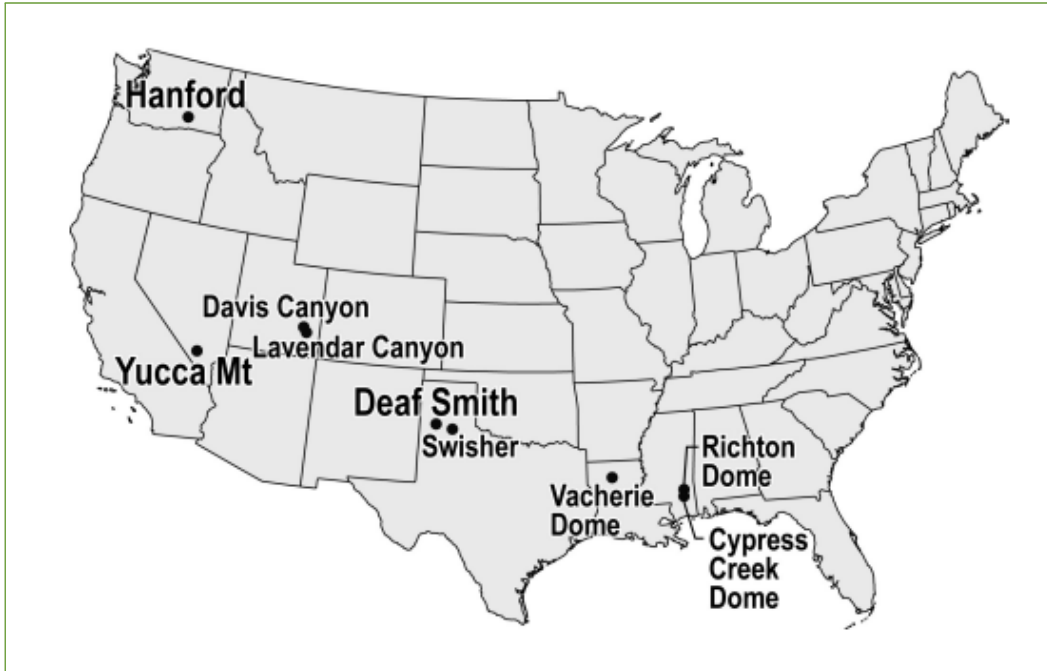 Hanford
Davis Canyon
Lavendar Canyon
Yucca Mt
Deaf Smith
Swisher
Richton
Dome
Vacherie
Dome
Cypress
Creek
Dome